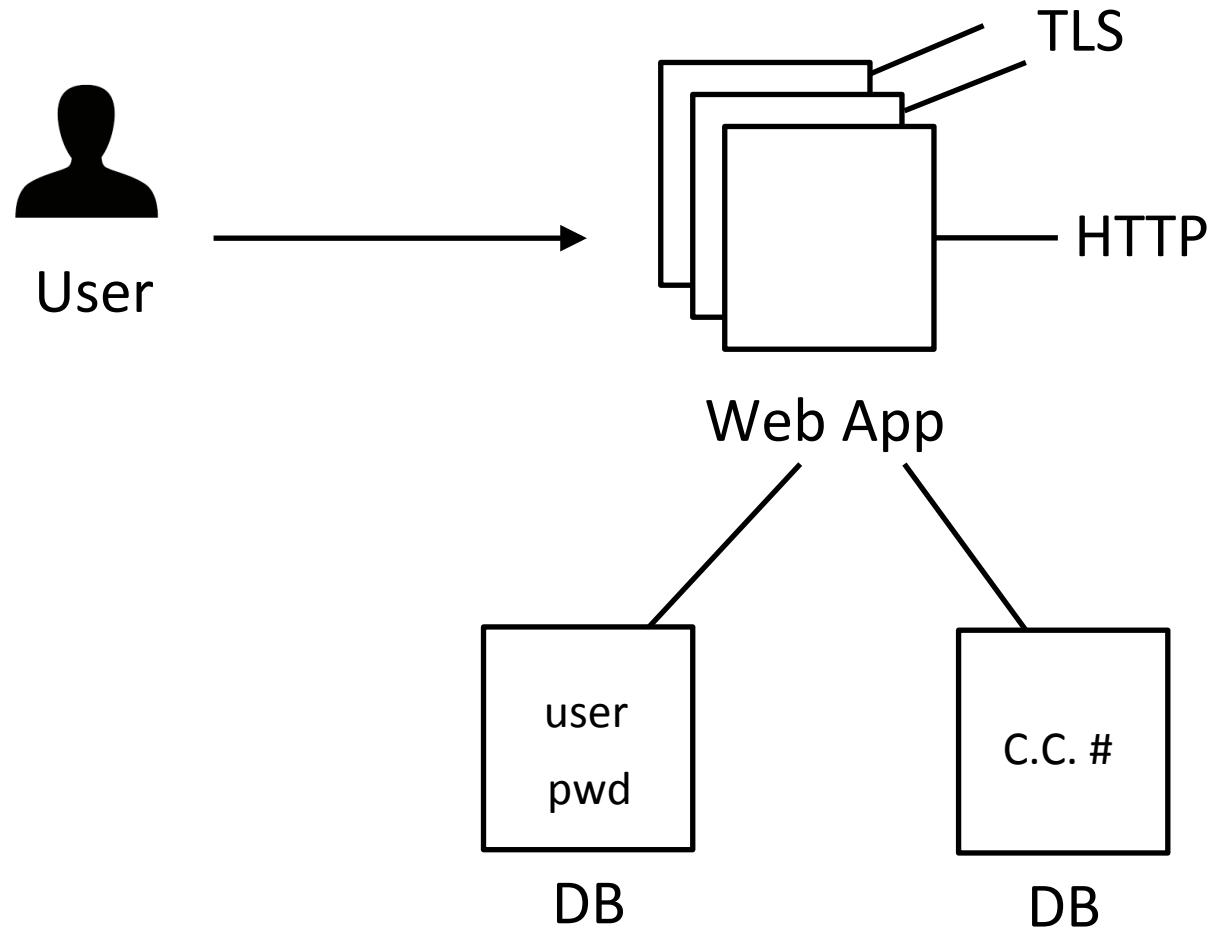 TLS
HTTP
User
Web App
user
pwd
C.C. #
DB
DB